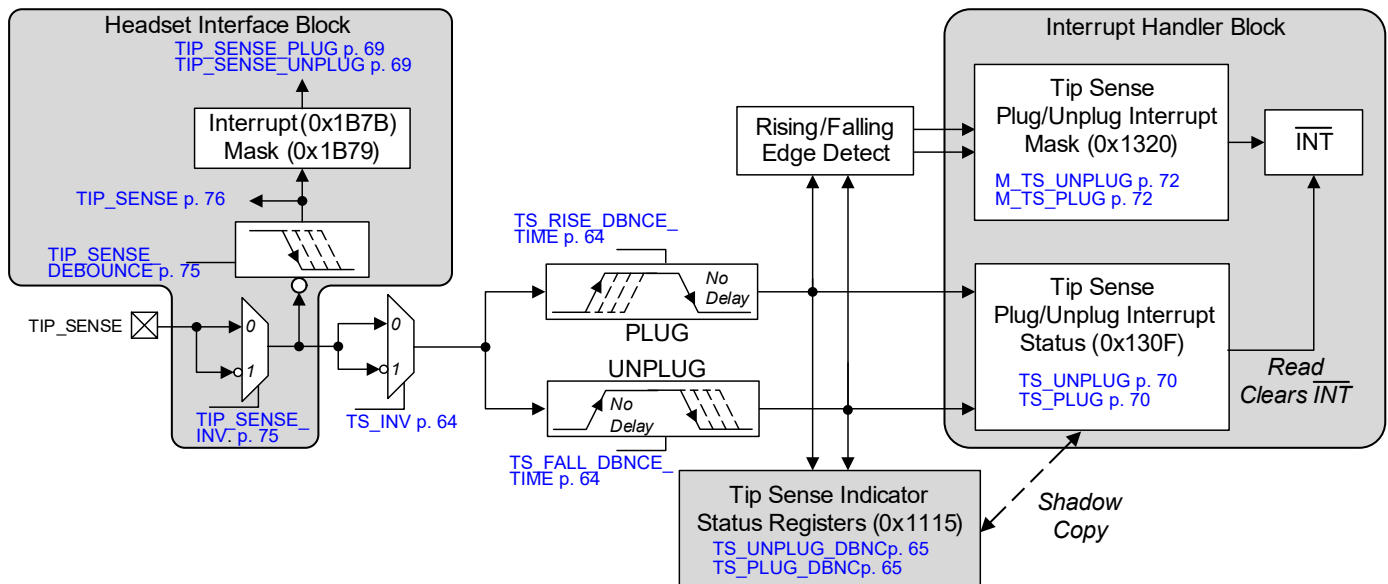 Headset Interface Block
TIP_SENSE_PLUG p. 69
TIP_SENSE_UNPLUG p. 69
Interrupt (0x1B7B)
Mask (0x1B79)
TIP_SENSE p. 76
TIP_SENSE_
DEBOUNCE p. 75
TIP_SENSE
0
1
TIP_SENSE_
INV. p. 75
0
1
TS_INV p. 64
TS_RISE_DBNCE_
TIME p. 64
No
Delay
PLUG
UNPLUG
No
Delay
TS_FALL_DBNCE_
TIME p. 64
Rising/Falling
Edge Detect
Tip Sense Indicator
Status Registers (0x1115)
TS_UNPLUG_DBNCp. 65
TS_PLUG_DBNCp. 65
Shadow
Copy
Interrupt Handler Block
Tip Sense
Plug/Unplug Interrupt
Mask (0x1320)
M_TS_UNPLUG p. 72
M_TS_PLUG p. 72
INT
Tip Sense
Plug/Unplug Interrupt
Status (0x130F)
TS_UNPLUG p. 70
TS_PLUG p. 70
Read
Clears INT